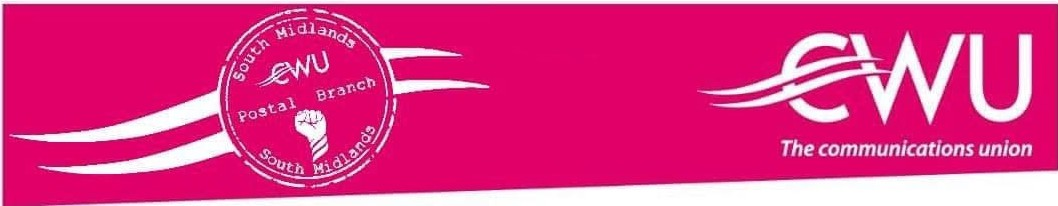 South Midlands
CWU
Postal Branch
South Midlands
CWU
The communications union